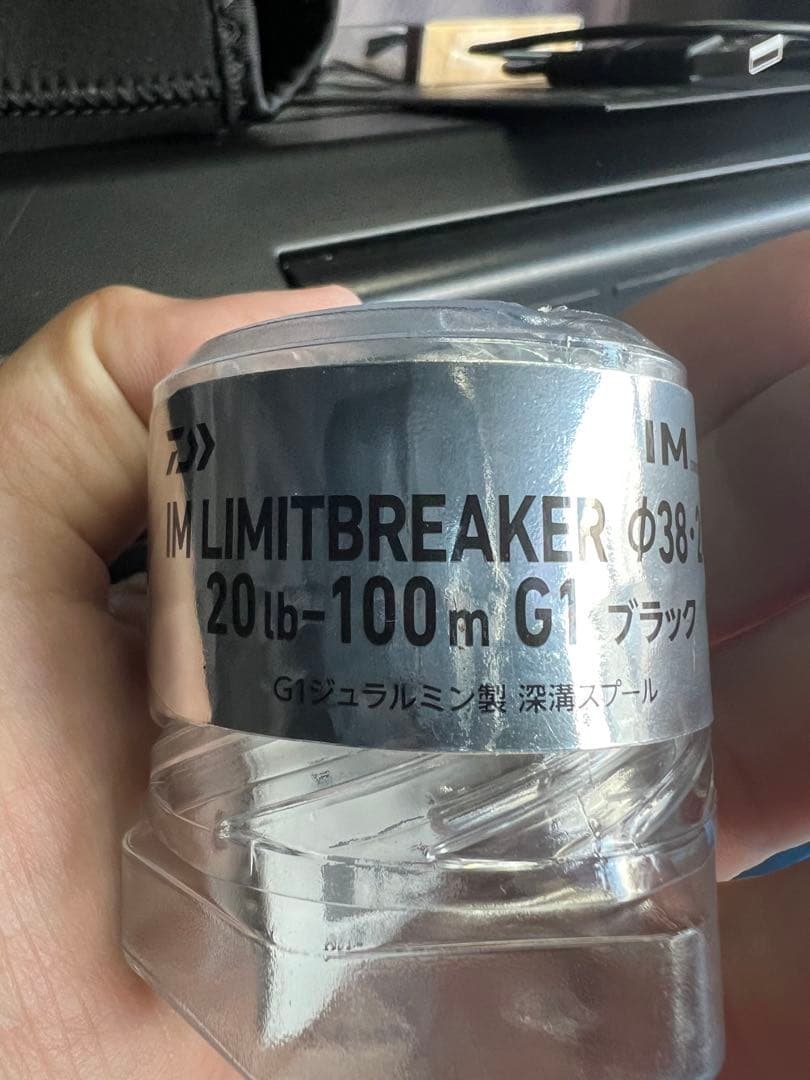 IM
IM LIMITBREAKER Φ38・2
20lb-100m G1 ブラック
G1ジュラルミン製 深溝スプール